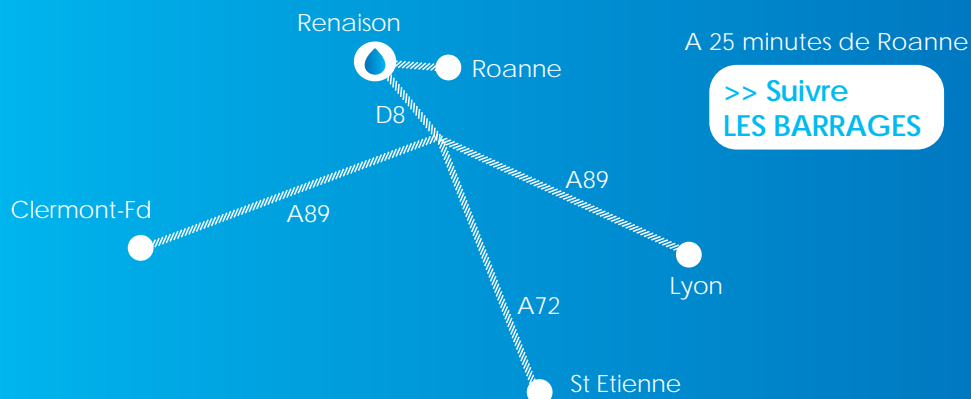 Renaison
A 25 minutes de Roanne
Roanne
>> Suivre
LES BARRAGES
D8
A89
Clermont-Fd
A89
Lyon
A72
St Etienne